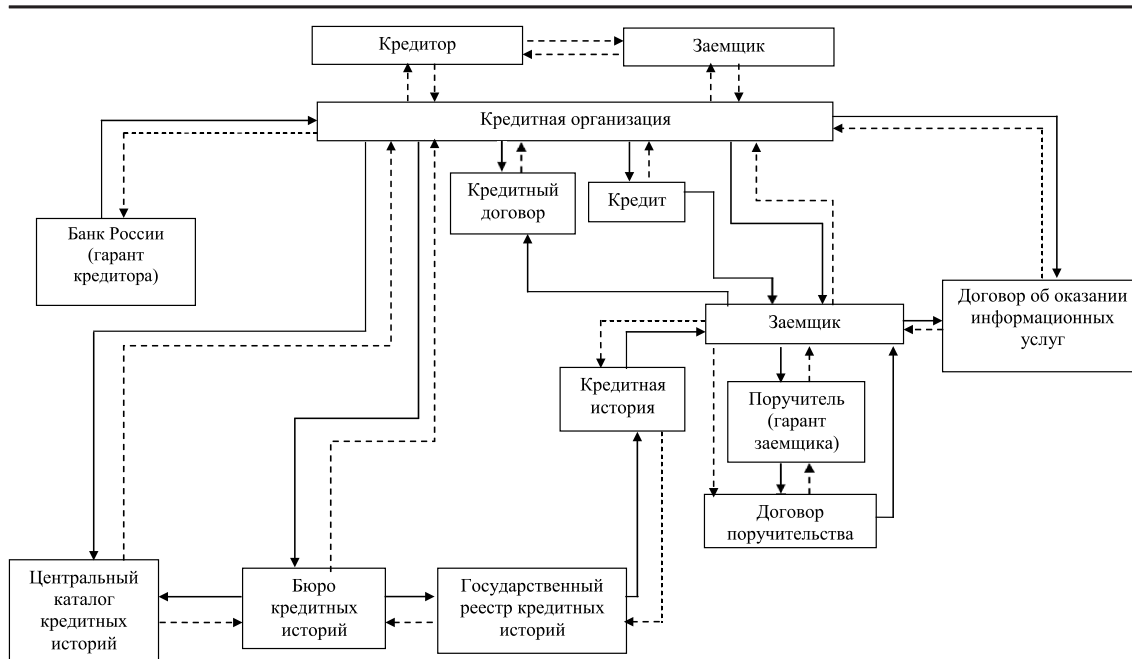 Кредитор
Заемщик
Кредитная организация
Кредитный
договор
Кредит
Банк России
(гарант
кредитора)
Договор об оказании
информационных
услуг
Заемщик
Кредитная
история
Поручитель
(гарант
заемщика)
Договор
поручительства
Центральный
каталог
кредитных
историй
Бюро
кредитных
историй
Государственный
реестр кредитных
историй